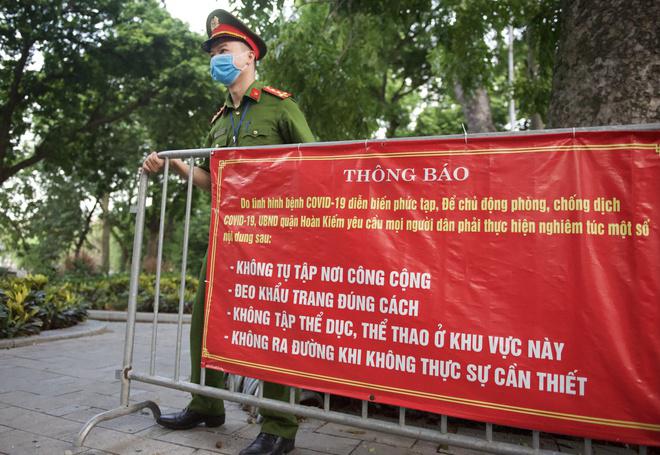 THÔNG BÁO
Do tình hình bệnh COVID-19 diễn biến phức tạp, Để chủ động phòng, chống dịch
COVID-19, UBND quận Hoàn Kiếm yêu cầu mọi người dân phải thực hiện nghiêm túc một số
nội dung sau:
- KHÔNG TỤ TẬP NƠI CÔNG CỘNG
- ĐEO KHẨU TRANG ĐÚNG CÁCH
- KHÔNG TẬP THỂ DỤC, THỂ THAO Ở KHU VỰC NÀY
- KHÔNG RA ĐƯỜNG KHI KHÔNG THỰC SỰ CẦN THIẾT